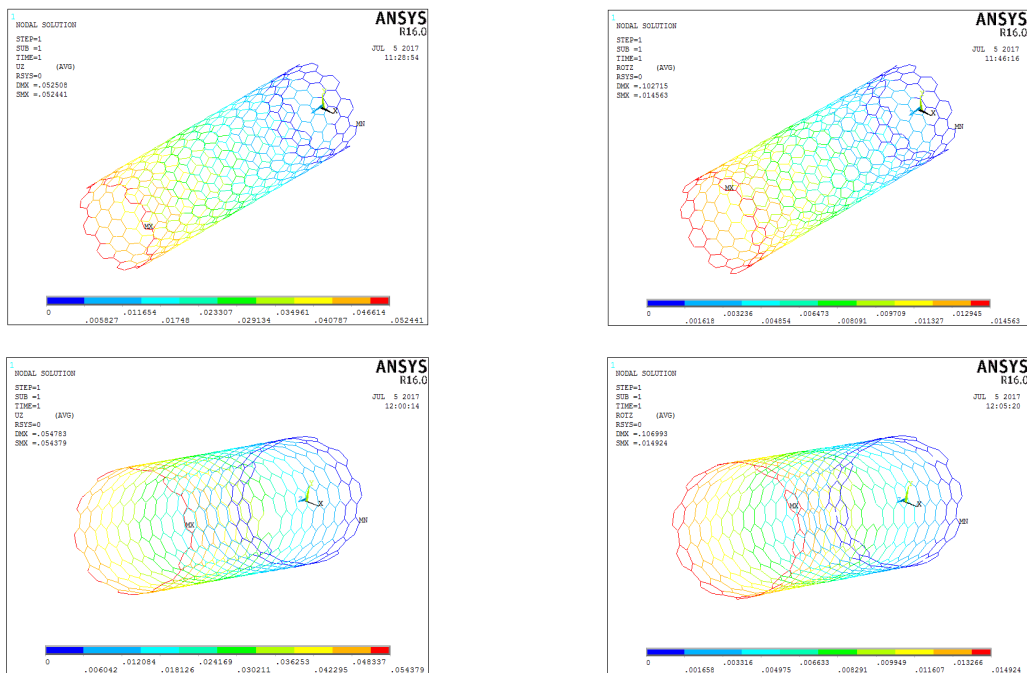 1
NODAL SOLUTION
STEP=1
SUB =1
TIME=1
UZ (AVG)
RSYS=0
DMX =.052508
SMX =.052441
ANSYS
R16.0
JUL 5 2017
11:28:54
X
MN
MX
0 .011654 .023307 .034961 .046614
.005827 .01748 .029134 .040787 .052441
1
NODAL SOLUTION
STEP=1
SUB =1
TIME=1
ROTZ (AVG)
RSYS=0
DMX =.102715
SMX =.014563
ANSYS
R16.0
JUL 5 2017
11:46:16
X
MN
MX
0 .003236 .006473 .009709 .012945
.001618 .004854 .008091 .011327 .014563
1
NODAL SOLUTION
STEP=1
SUB =1
TIME=1
UZ (AVG)
RSYS=0
DMX =.054783
SMX =.054379
ANSYS
R16.0
JUL 5 2017
12:00:14
X
MN
MX
0 .012084 .024169 .036253 .048337
.006042 .018126 .030211 .042295 .054379
1
NODAL SOLUTION
STEP=1
SUB =1
TIME=1
ROTZ (AVG)
RSYS=0
DMX =.106993
SMX =.014924
ANSYS
R16.0
JUL 5 2017
12:05:20
X
MN
MX
0 .003316 .006633 .009949 .013266
.001658 .004975 .008291 .011607 .014924